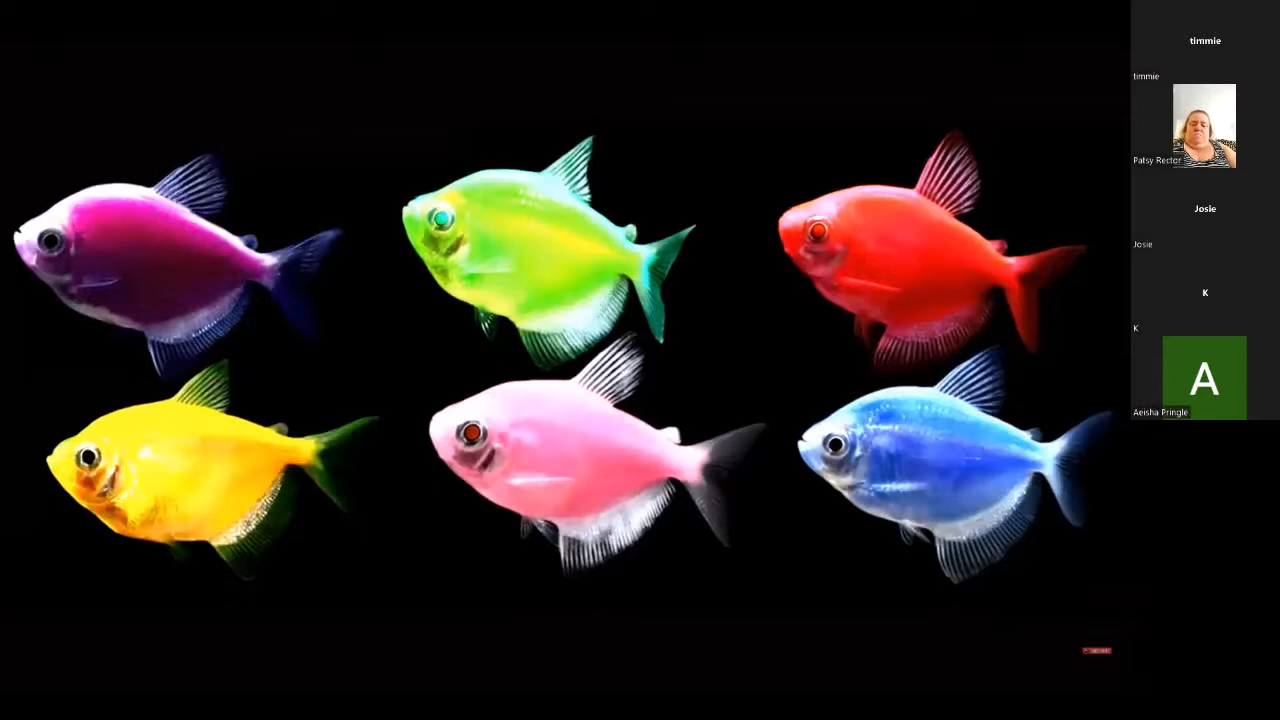 timmie
timmie
Patsy Rector
Josie
Josie
K
K
A
Aeisha Pringle